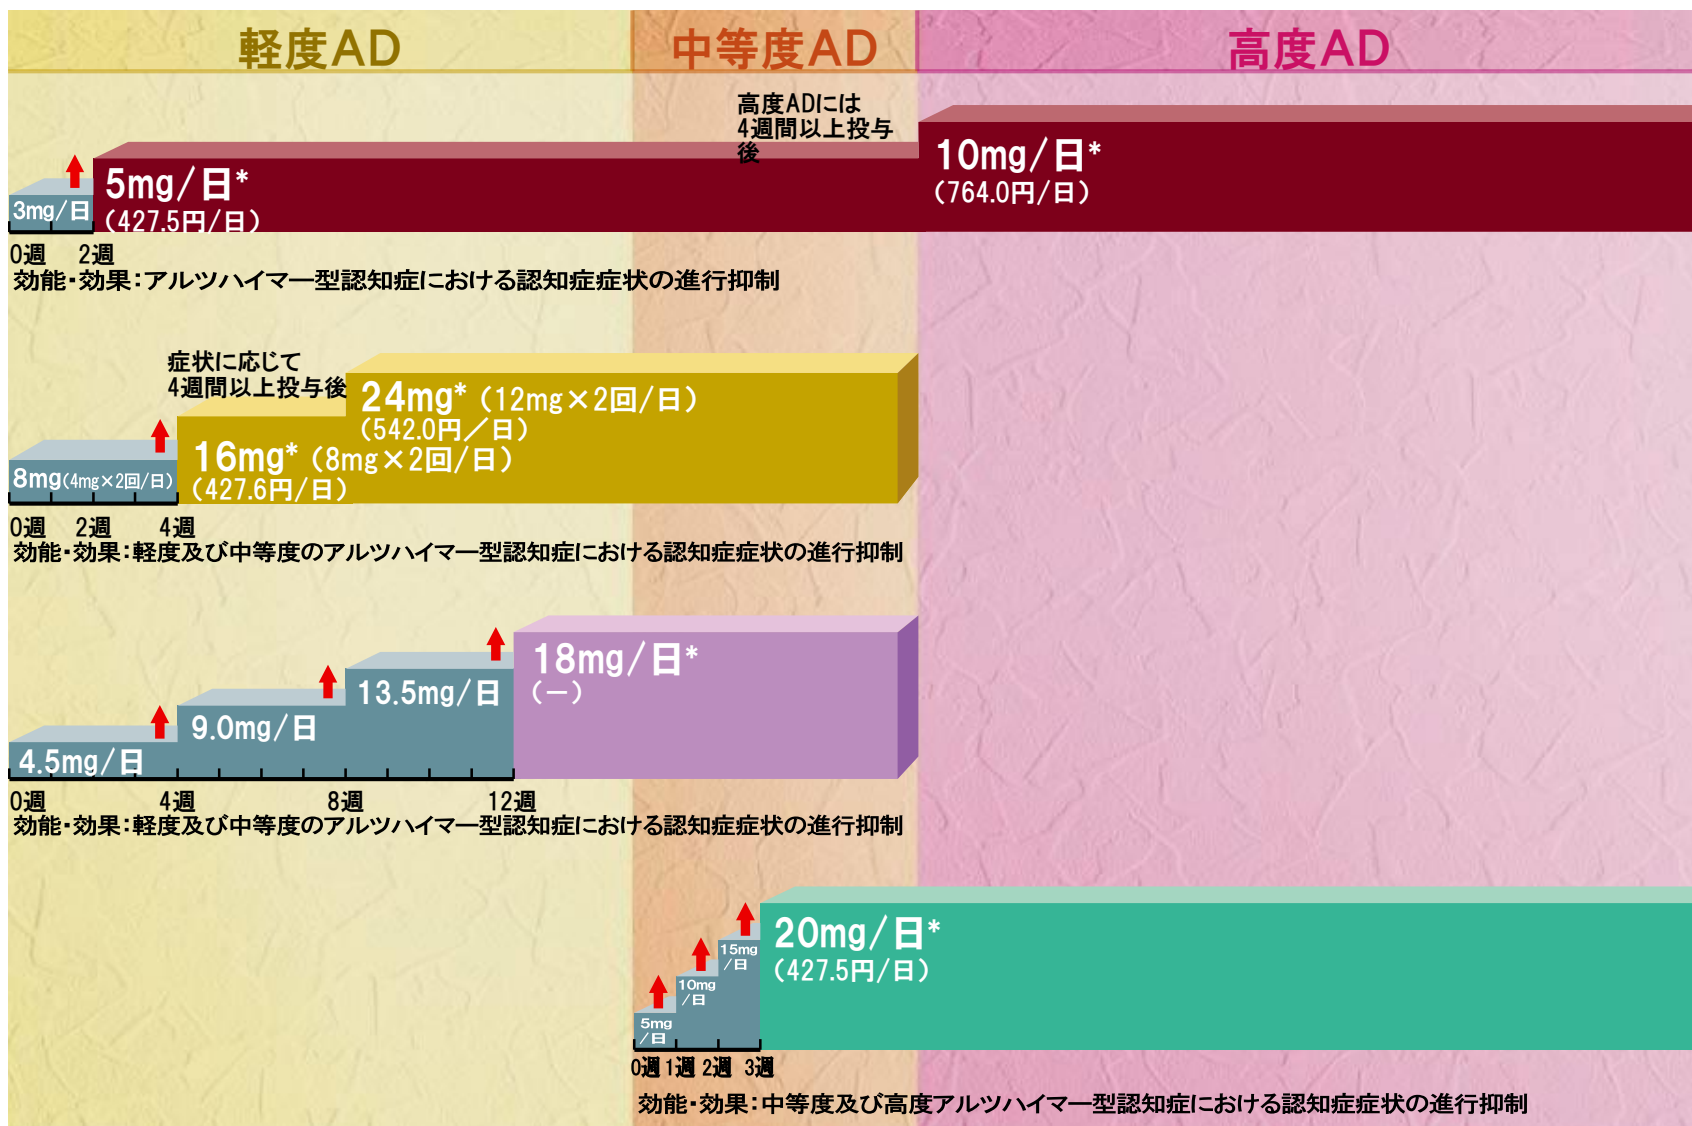 軽度AD
中等度AD
高度AD
高度ADには
4週間以上投与
後
3mg/日
5mg/日*
(427.5円/日)
10mg/日*
(764.0円/日)
0週 2週
効能・効果：アルツハイマー型認知症における認知症症状の進行抑制
症状に応じて
4週間以上投与後
8mg(4mg×2回/日)
16mg*(8mg×2回/日)
(427.6円/日)
24mg*(12mg×2回/日)
(542.0円／日)
0週 2週 4週
効能・効果：軽度及び中等度のアルツハイマー型認知症における認知症症状の進行抑制
4.5mg/日
9.0mg/日
13.5mg/日
18mg/日*
(－)
0週 4週 8週 12週
効能・効果：軽度及び中等度のアルツハイマー型認知症における認知症症状の進行抑制
5mg
/日
10mg
/日
15mg
/日
20mg/日*
(427.5円/日)
0週 1週 2週 3週
効能・効果：中等度及び高度アルツハイマー型認知症における認知症症状の進行抑制